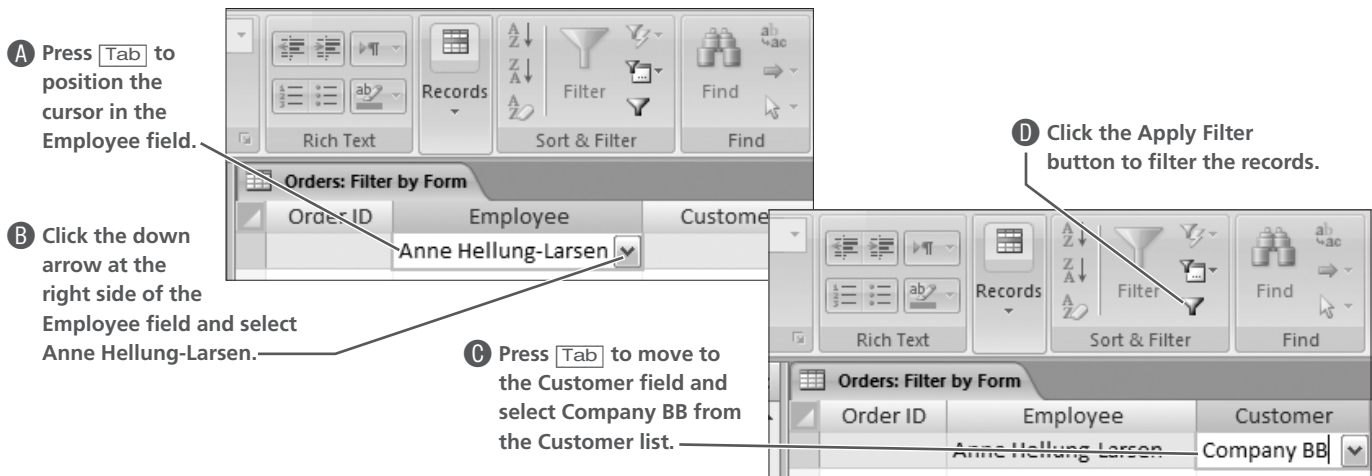 A Press Tab to
position the
cursor in the
Employee field.
B Click the down
arrow at the
right side of the
Employee field and select
Anne Hellung-Larsen.
Rich Text
Records
Filter
Sort & Filter
Find
Find
Orders: Filter by Form
Order ID Employee Custome
Anne Hellung-Larsen
C Press Tab to move to
the Customer field and
select Company BB from
the Customer list.
D Click the Apply Filter
button to filter the records.
Rich Text
Records
Filter
Sort & Filter
Find
Find
Orders: Filter by Form
Order ID Employee Customer
Anne Hellung-Larsen Company BB